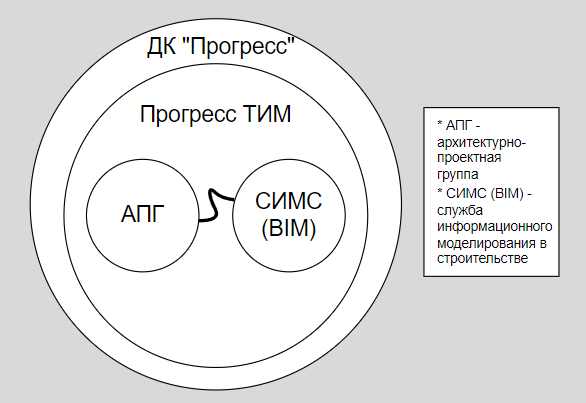 ДК "Прогресс"
Прогресс ТИМ
АПГ
СИМС
(BIM)
* АПГ -
архитектурно-
проектная
группа
* СИМС (BIM) -
служба
информационного
моделирования в
строительстве